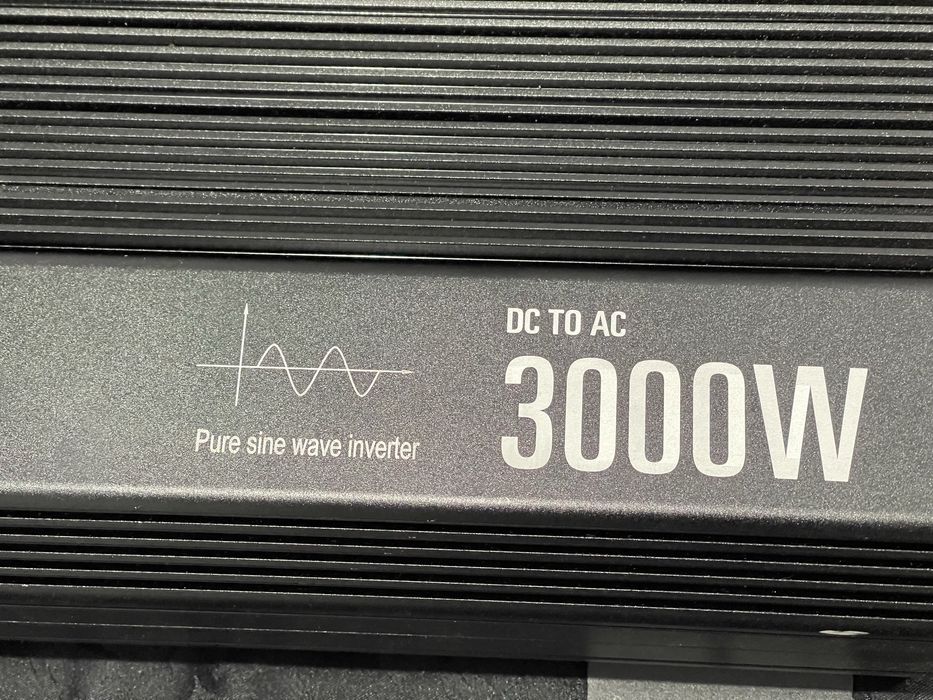 Pure sine wave inverter
DC TO AC
3000W